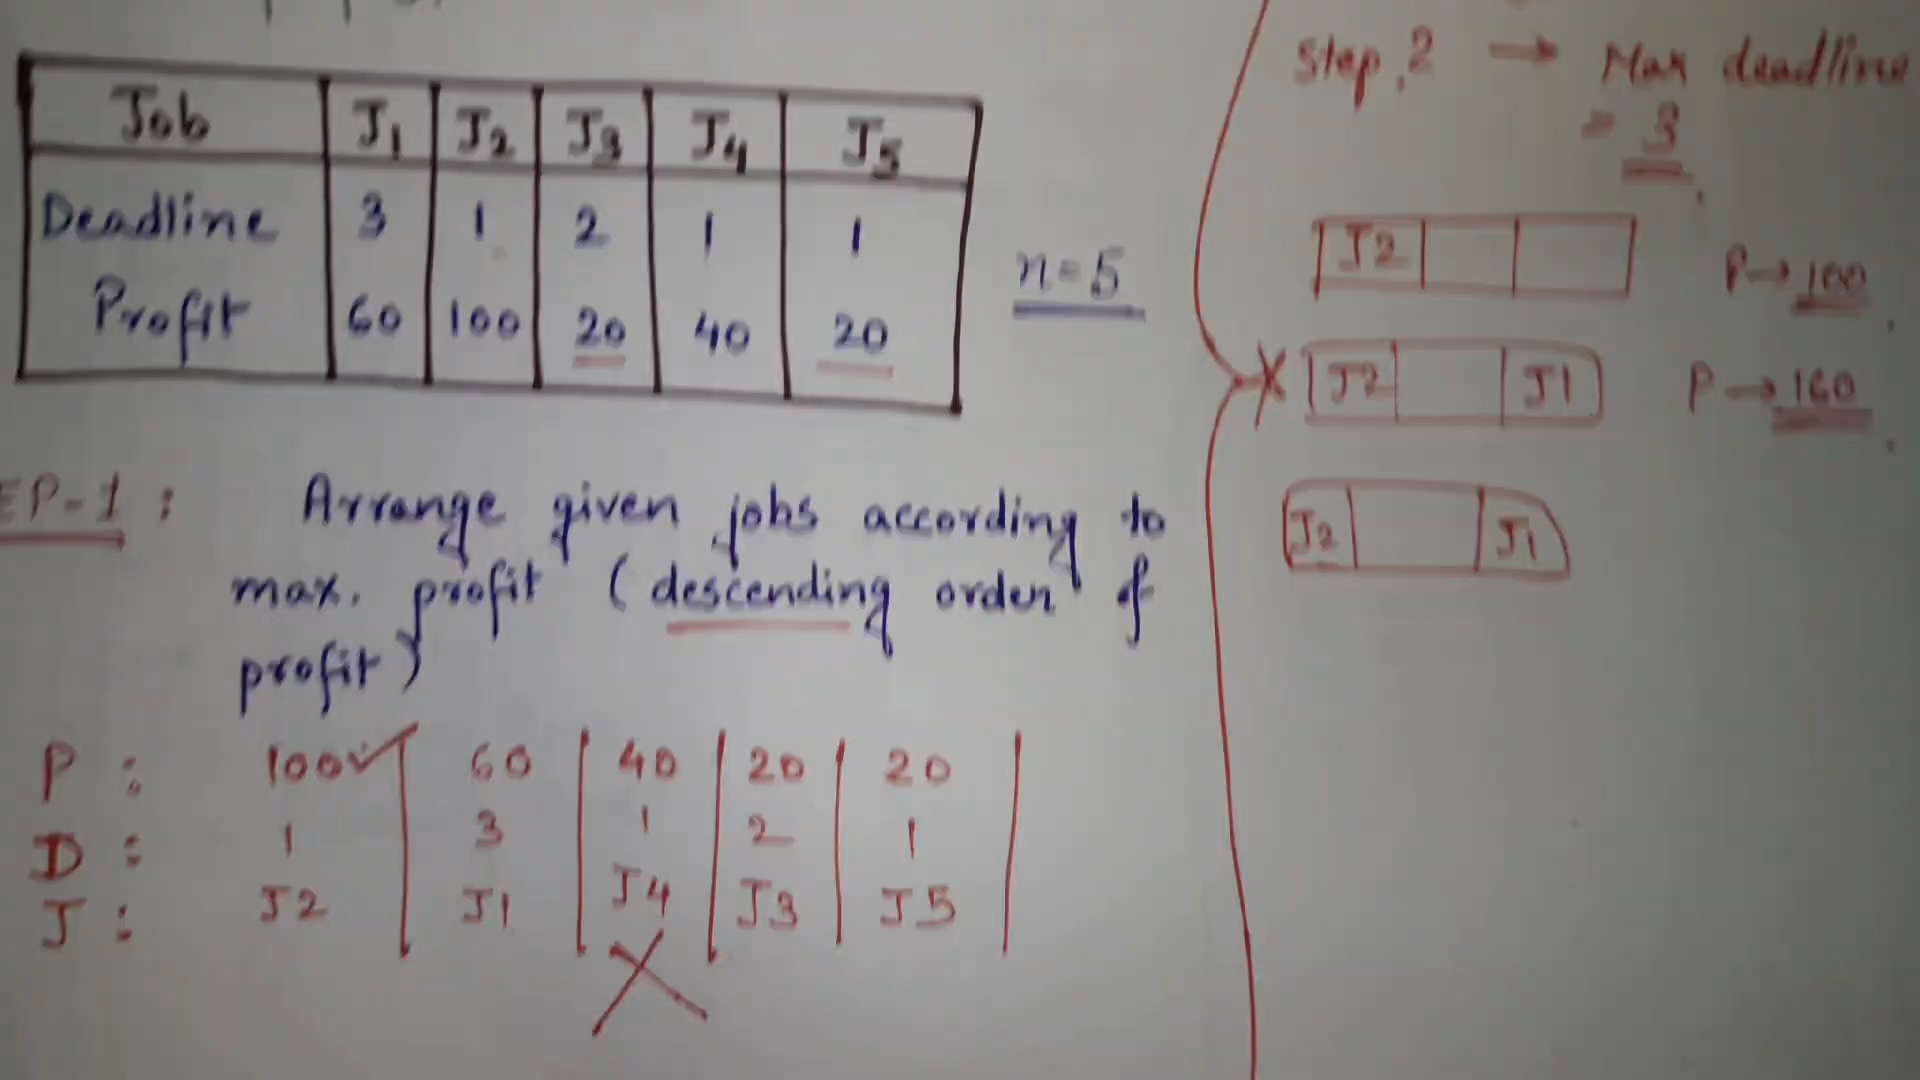 Job J1 J2 J3 J4 J5
Deadline 3 1 2 1 1
Profit 60 100 20 40 20
n=5
EP-1 :
Arrange given jobs according to
max. profit (descending order of
profit)
P : 100✓ 60 40 20 20
D : 1 3 1 2 1
J : J2 J1 J4 J3 J5
X
Step.2 → Max deadline
= 3
J2 P→100
X J2 J1 P→160
J2 J1